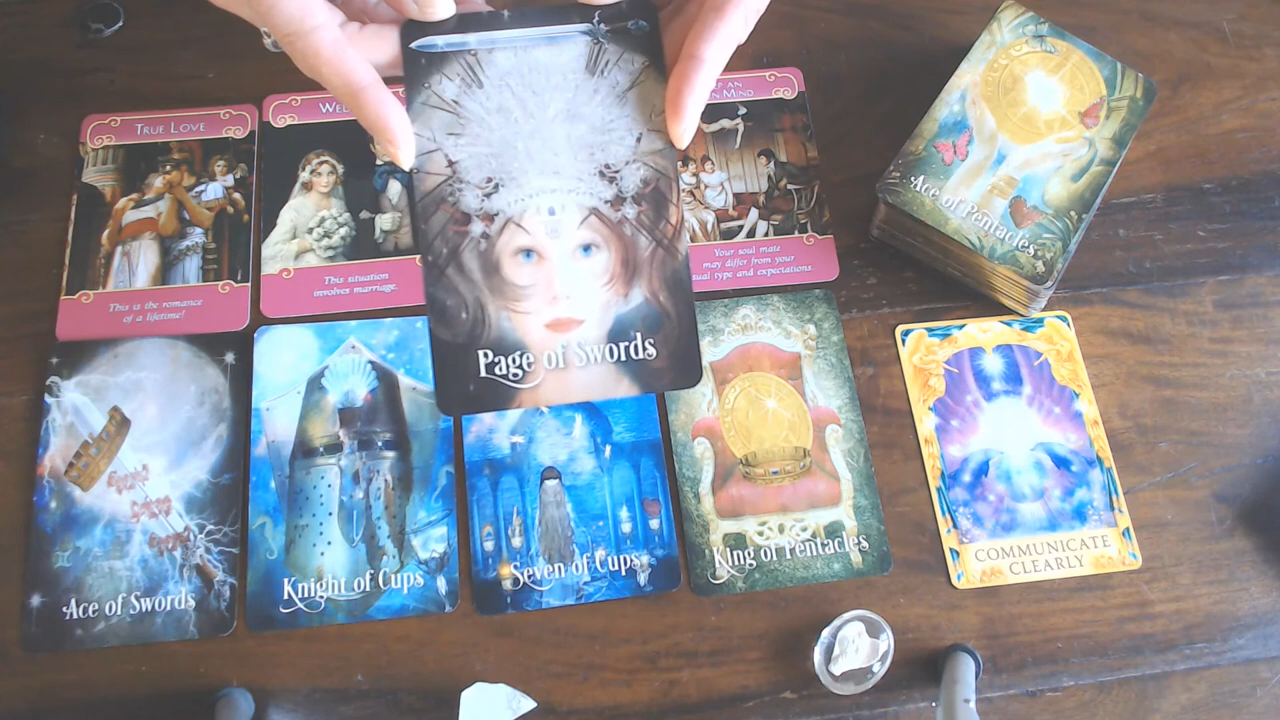 TRUE LOVE
This is the romance
of a lifetime!
This situation
involves marriage.
MIND
Your soul mate
may differ from your
type and expectations.
Page of Swords
Ace of Pentacles
Ace of Swords
Knight of Cups
Seven of Cups
King of Pentacles
COMMUNICATE
CLEARLY